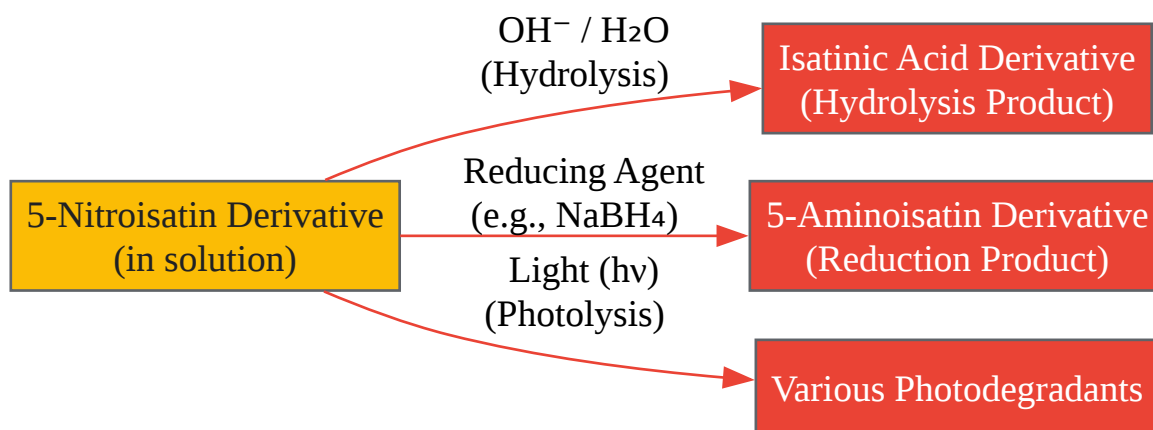 OH⁻ / H₂O
(Hydrolysis)
Isatinic Acid Derivative
(Hydrolysis Product)
5-Nitroisatin Derivative
(in solution)
Reducing Agent
(e.g., NaBH₄)
5-Aminoisatin Derivative
(Reduction Product)
Light (hν)
(Photolysis)
Various Photodegradants